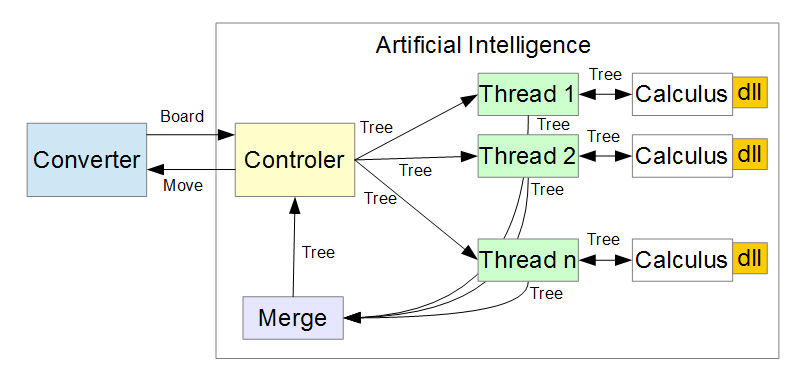 Artificial Intelligence
Thread 1
Tree
Calculus
dll
Tree
Tree
Board
Converter
Controler
Tree
Thread 2
Tree
Calculus
dll
Move
Tree
Tree
Tree
Thread n
Tree
Calculus
dll
Tree
Tree
Merge